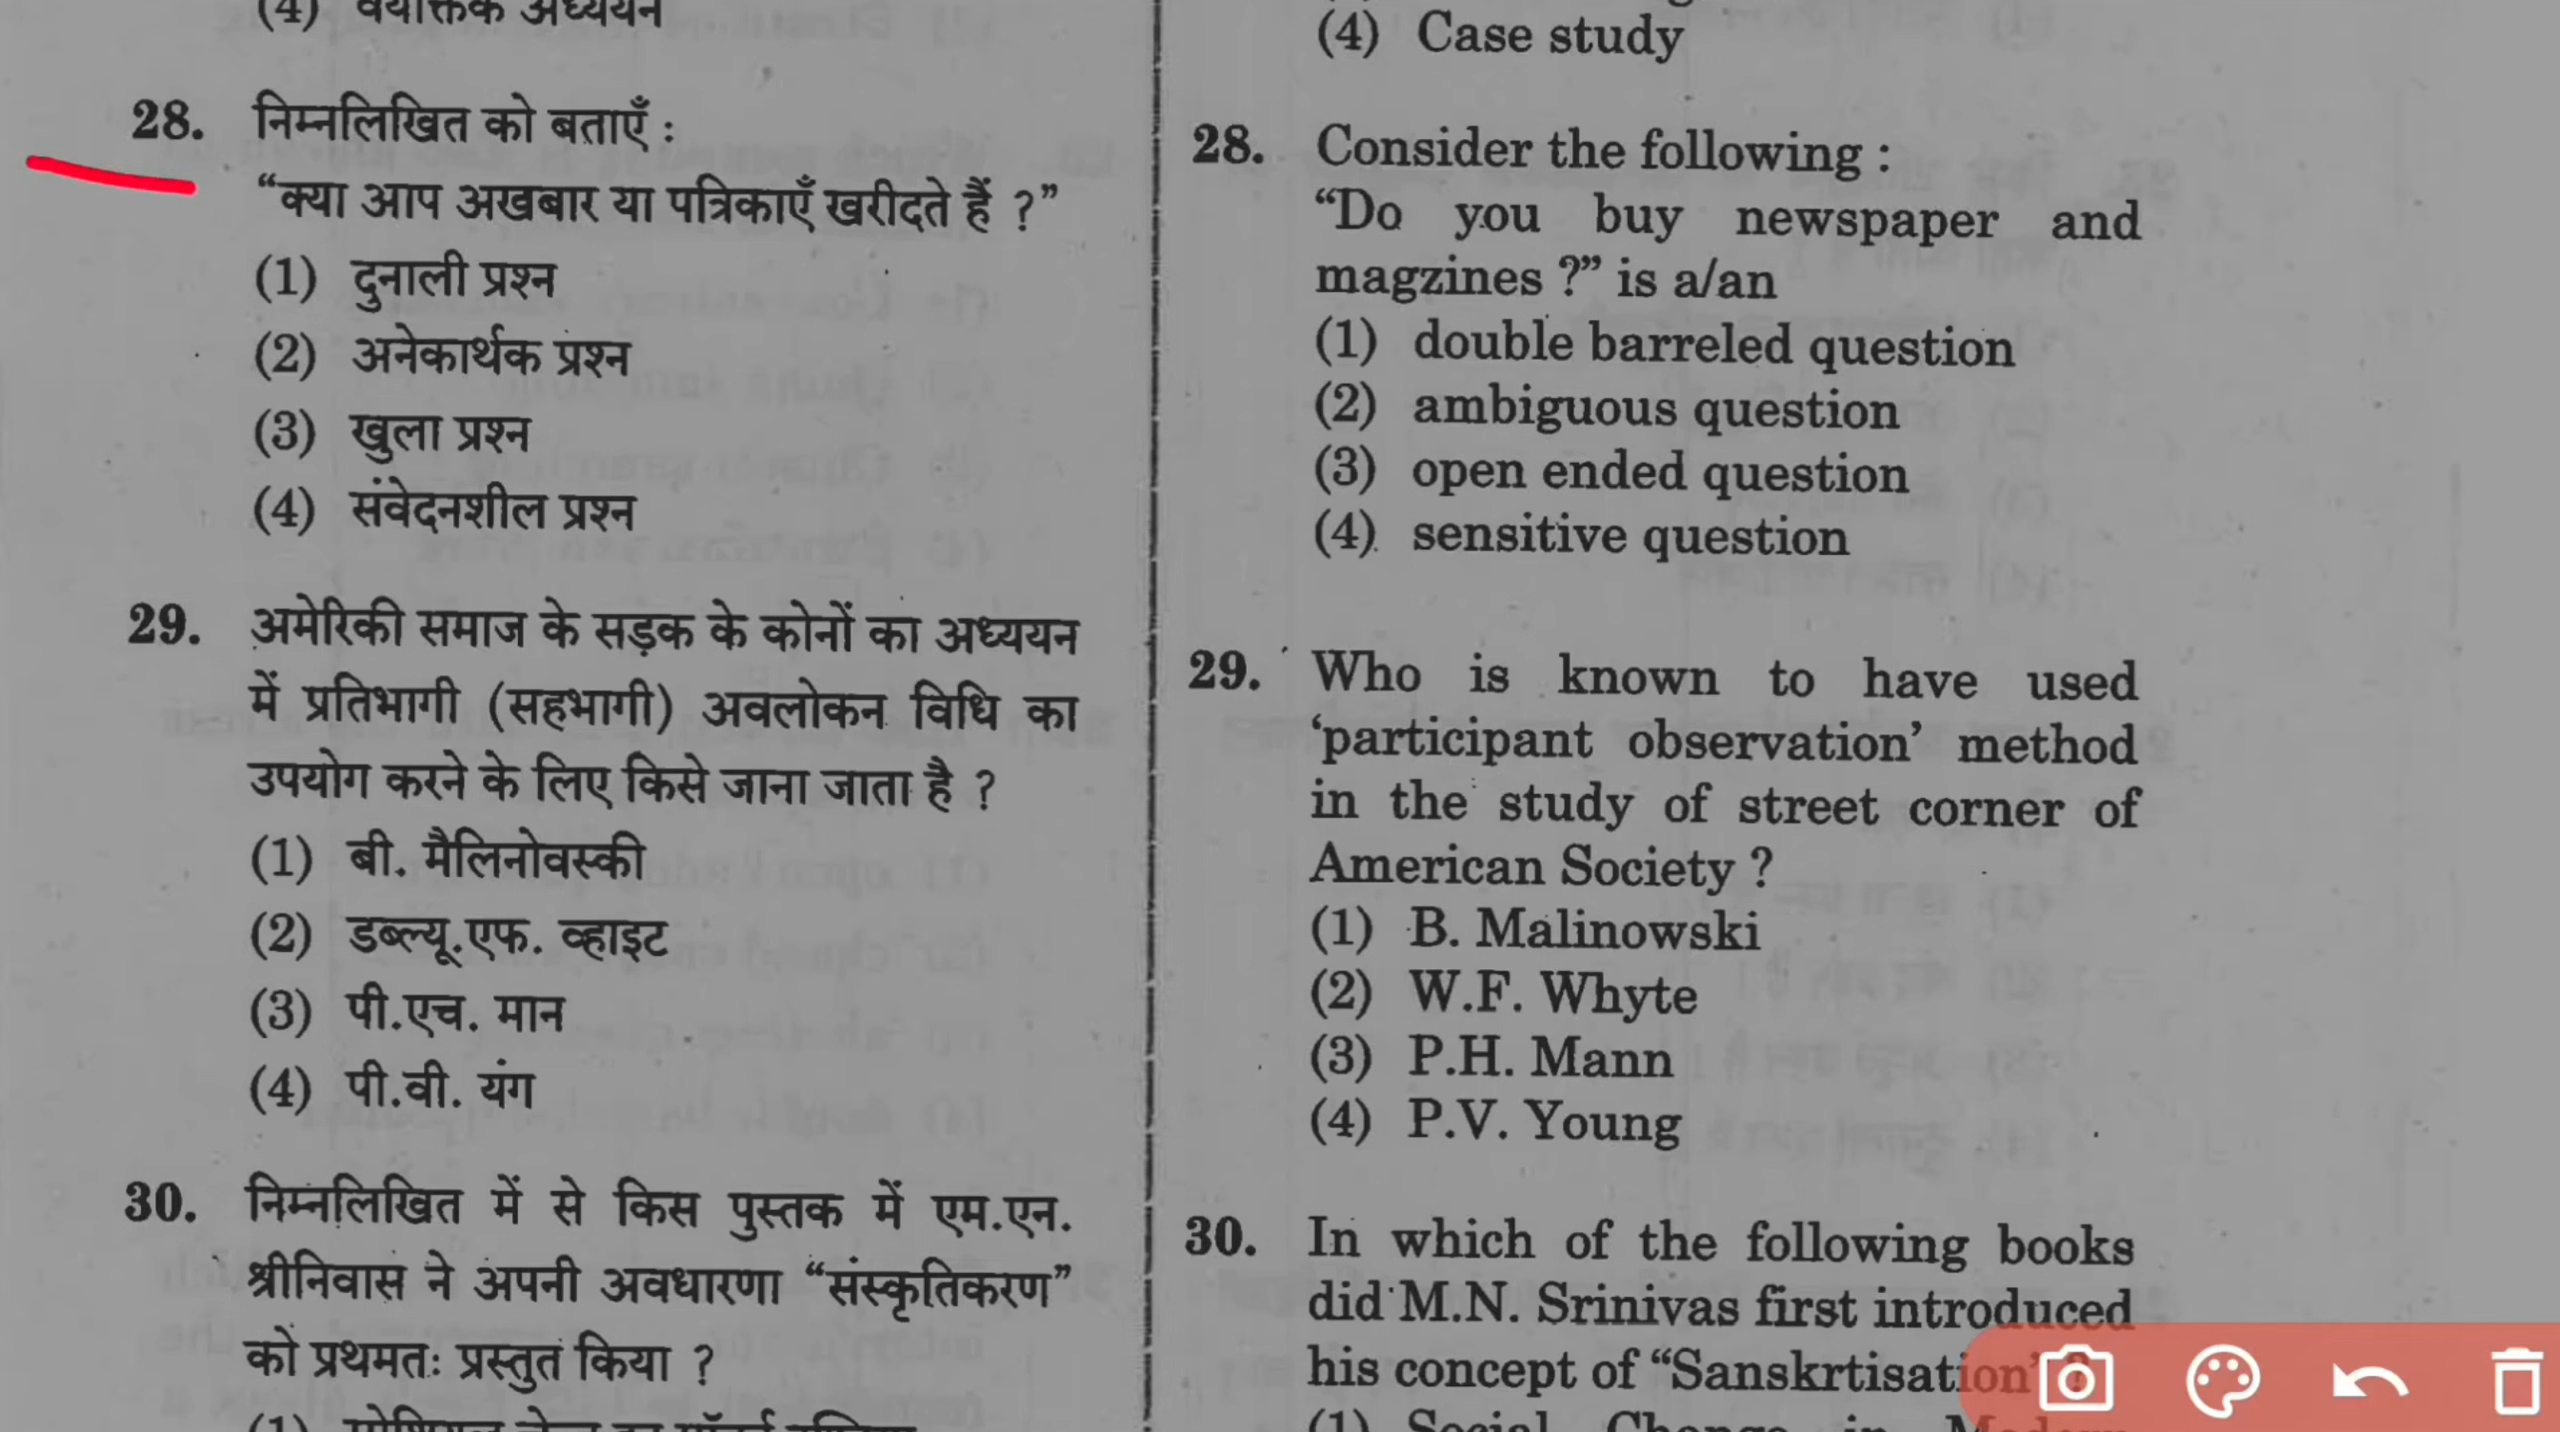 (4) वैयक्तिक अध्ययन
28. निम्नलिखित को बताएँ :
“क्या आप अखबार या पत्रिकाएँ खरीदते हैं ?”
(1) दुनाली प्रश्न
(2) अनेकार्थक प्रश्न
(3) खुला प्रश्न
(4) संवेदनशील प्रश्न
29. अमेरिकी समाज के सड़क के कोनों का अध्ययन
में प्रतिभागी (सहभागी) अवलोकन विधि का
उपयोग करने के लिए किसे जाना जाता है ?
(1) बी. मैलिनोवस्की
(2) डब्ल्यू.एफ. व्हाइट
(3) पी.एच. मान
(4) पी.वी. यंग
30. निम्नलिखित में से किस पुस्तक में एम.एन.
श्रीनिवास ने अपनी अवधारणा “संस्कृतिकरण”
को प्रथमतः प्रस्तुत किया ?
(4) Case study
28. Consider the following :
“Do you buy newspaper and
magzines ?” is a/an
(1) double barreled question
(2) ambiguous question
(3) open ended question
(4) sensitive question
29. Who is known to have used
‘participant observation’ method
in the study of street corner of
American Society ?
(1) B. Malinowski
(2) W.F. Whyte
(3) P.H. Mann
(4) P.V. Young
30. In which of the following books
did M.N. Srinivas first introduced
his concept of “Sanskrtisation” ?
(1) Social Change in Modern